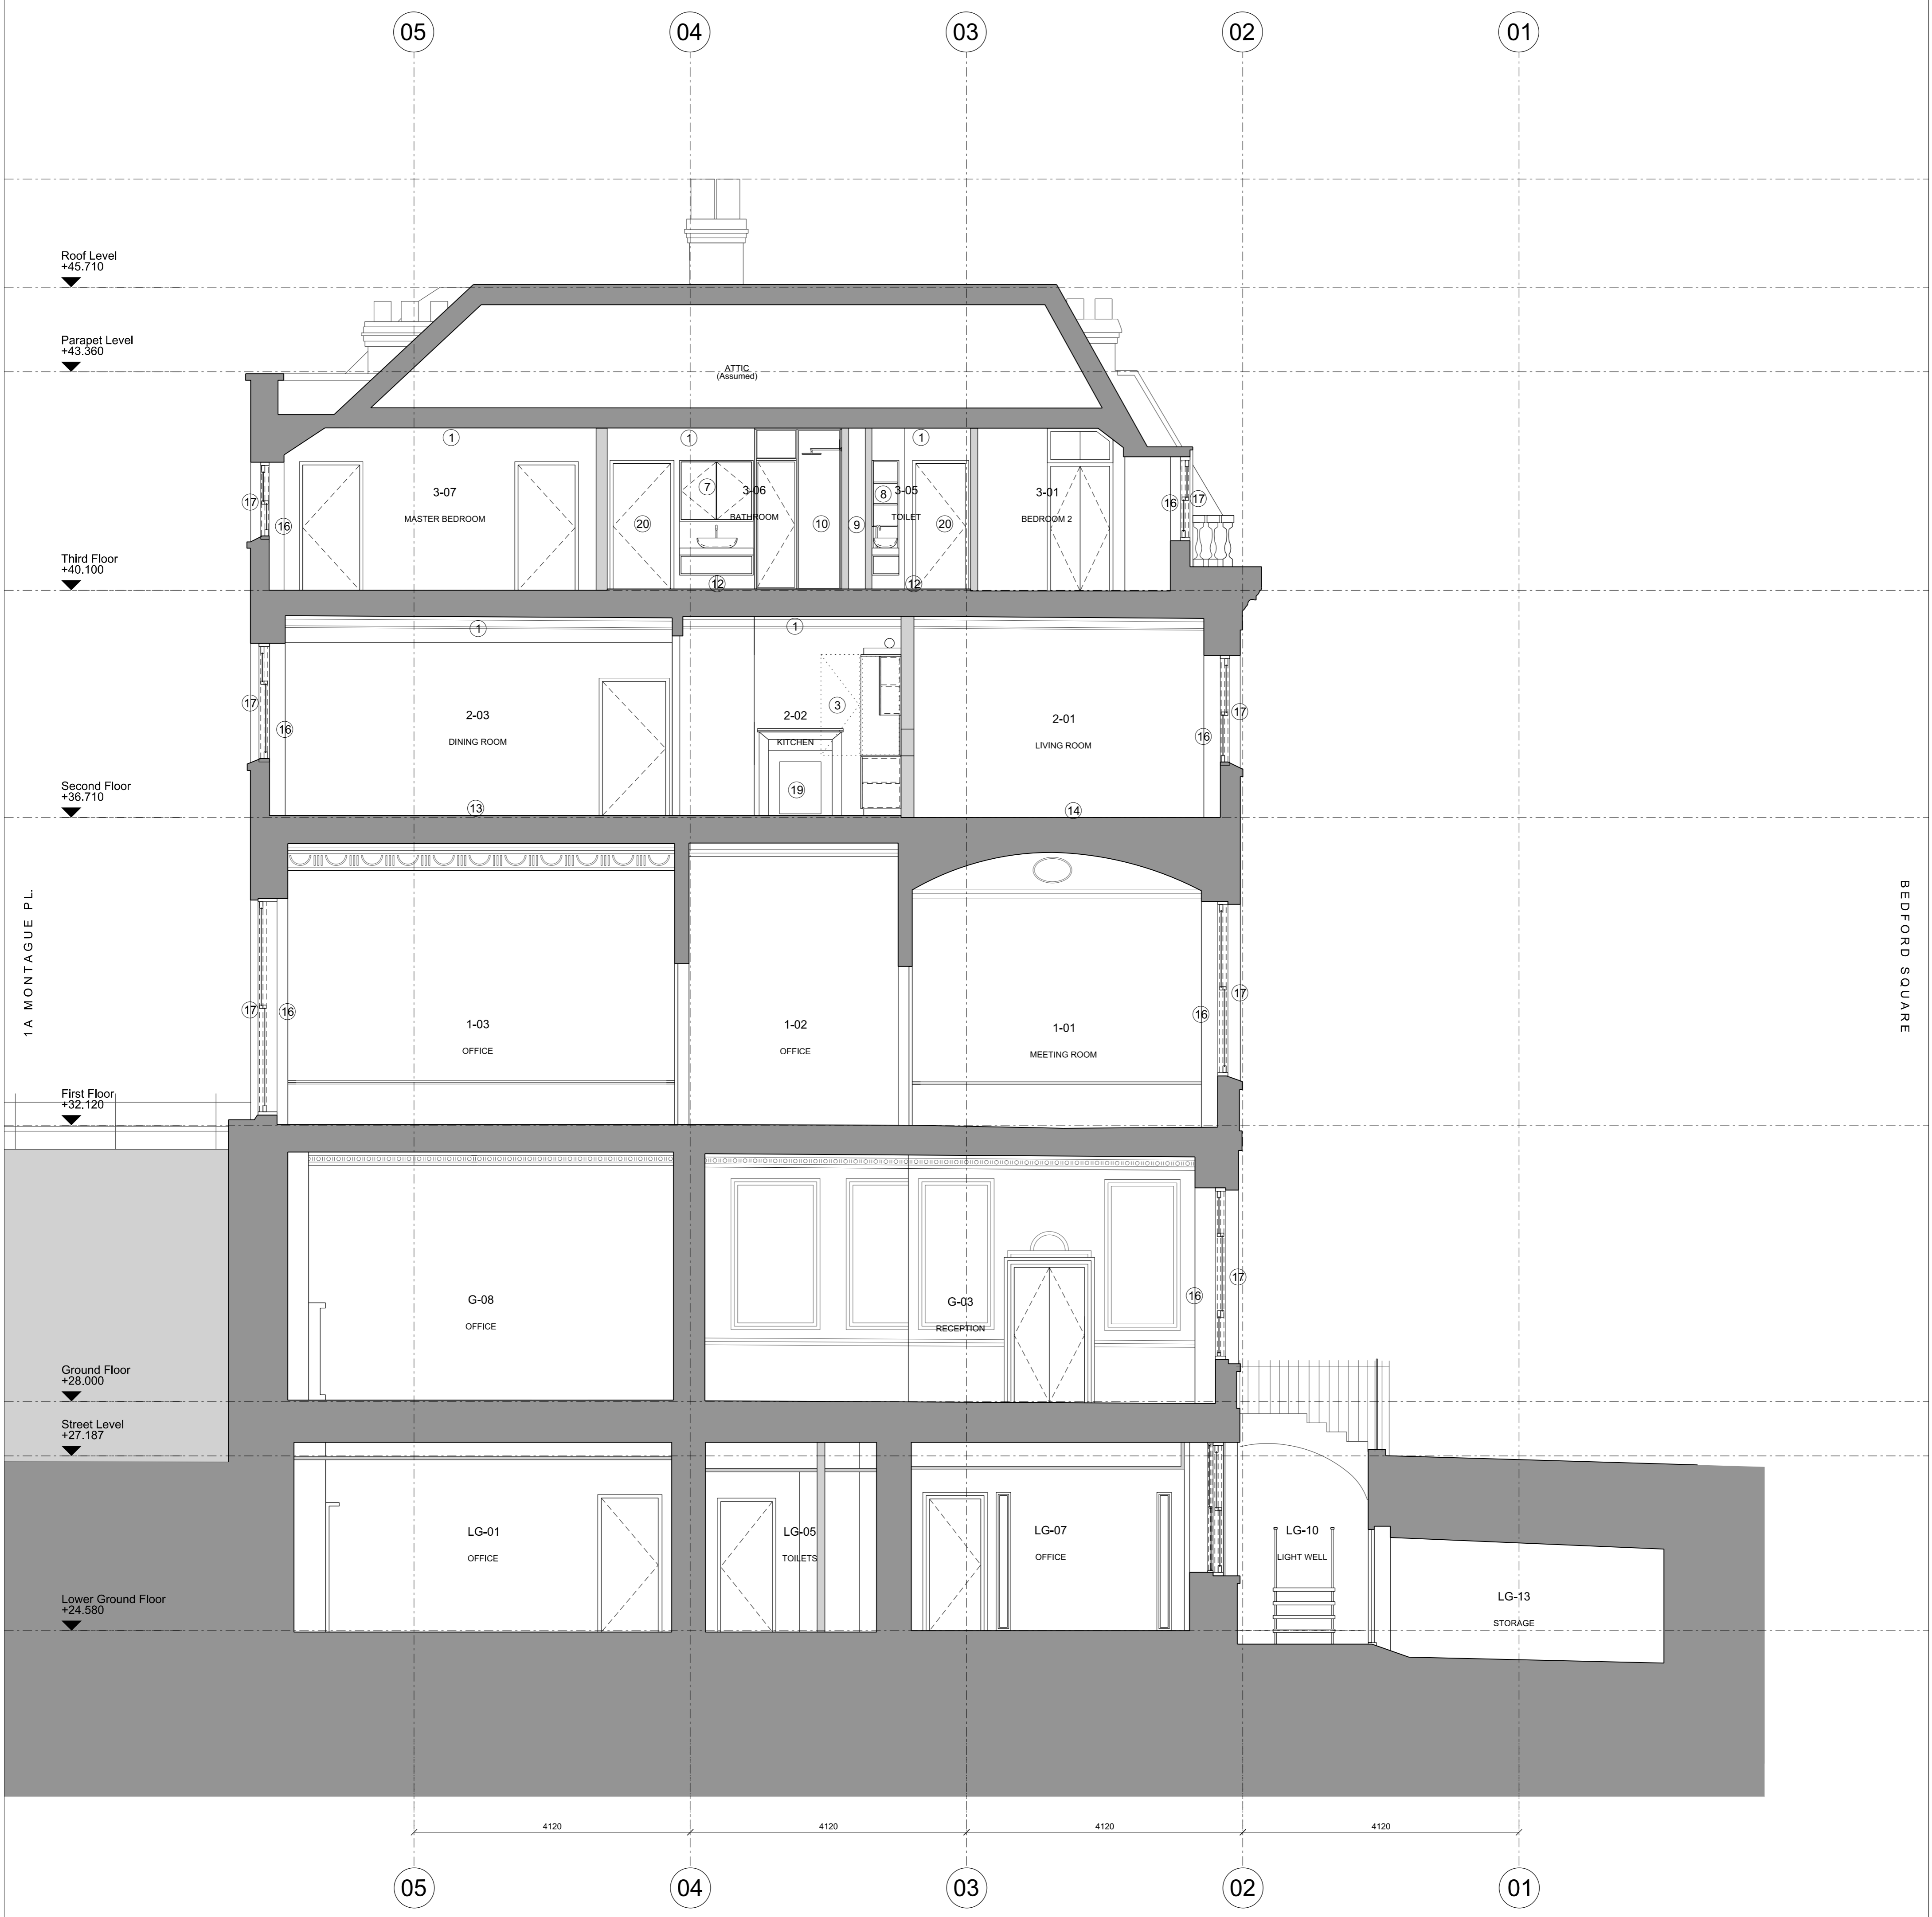 05
04
03
02
01
Roof Level
+45.710
Parapet Level
+43.360
ATTIC
(Assumed)
1
1
1
3-07
MASTER BEDROOM
7
3-06
BATHROOM
8
3-05
TOILET
3-01
BEDROOM 2
17
16
20
10
9
20
16
17
Third Floor
+40.100
12
12
1
1
17
16
2-03
DINING ROOM
3
2-02
KITCHEN
19
2-01
LIVING ROOM
16
17
Second Floor
+36.710
13
14
1A MONTAGUE PL.
BEDFORD SQUARE
17
16
1-03
OFFICE
1-02
OFFICE
1-01
MEETING ROOM
16
17
First Floor
+32.120
G-08
OFFICE
G-03
RECEPTION
16
17
Ground Floor
+28.000
Street Level
+27.187
LG-01
OFFICE
LG-05
TOILETS
LG-07
OFFICE
LG-10
LIGHT WELL
LG-13
STORAGE
Lower Ground Floor
+24.580
4120
4120
4120
4120
05
04
03
02
01